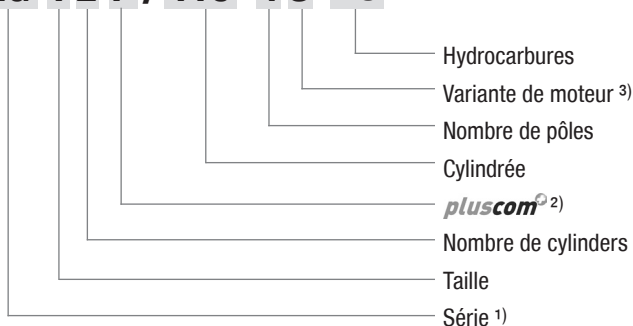 Hydrocarbures
Variante de moteur 3)
Nombre de pôles
Cylindrée
pluscom 2)
Nombre de cylinders
Taille
Série 1)